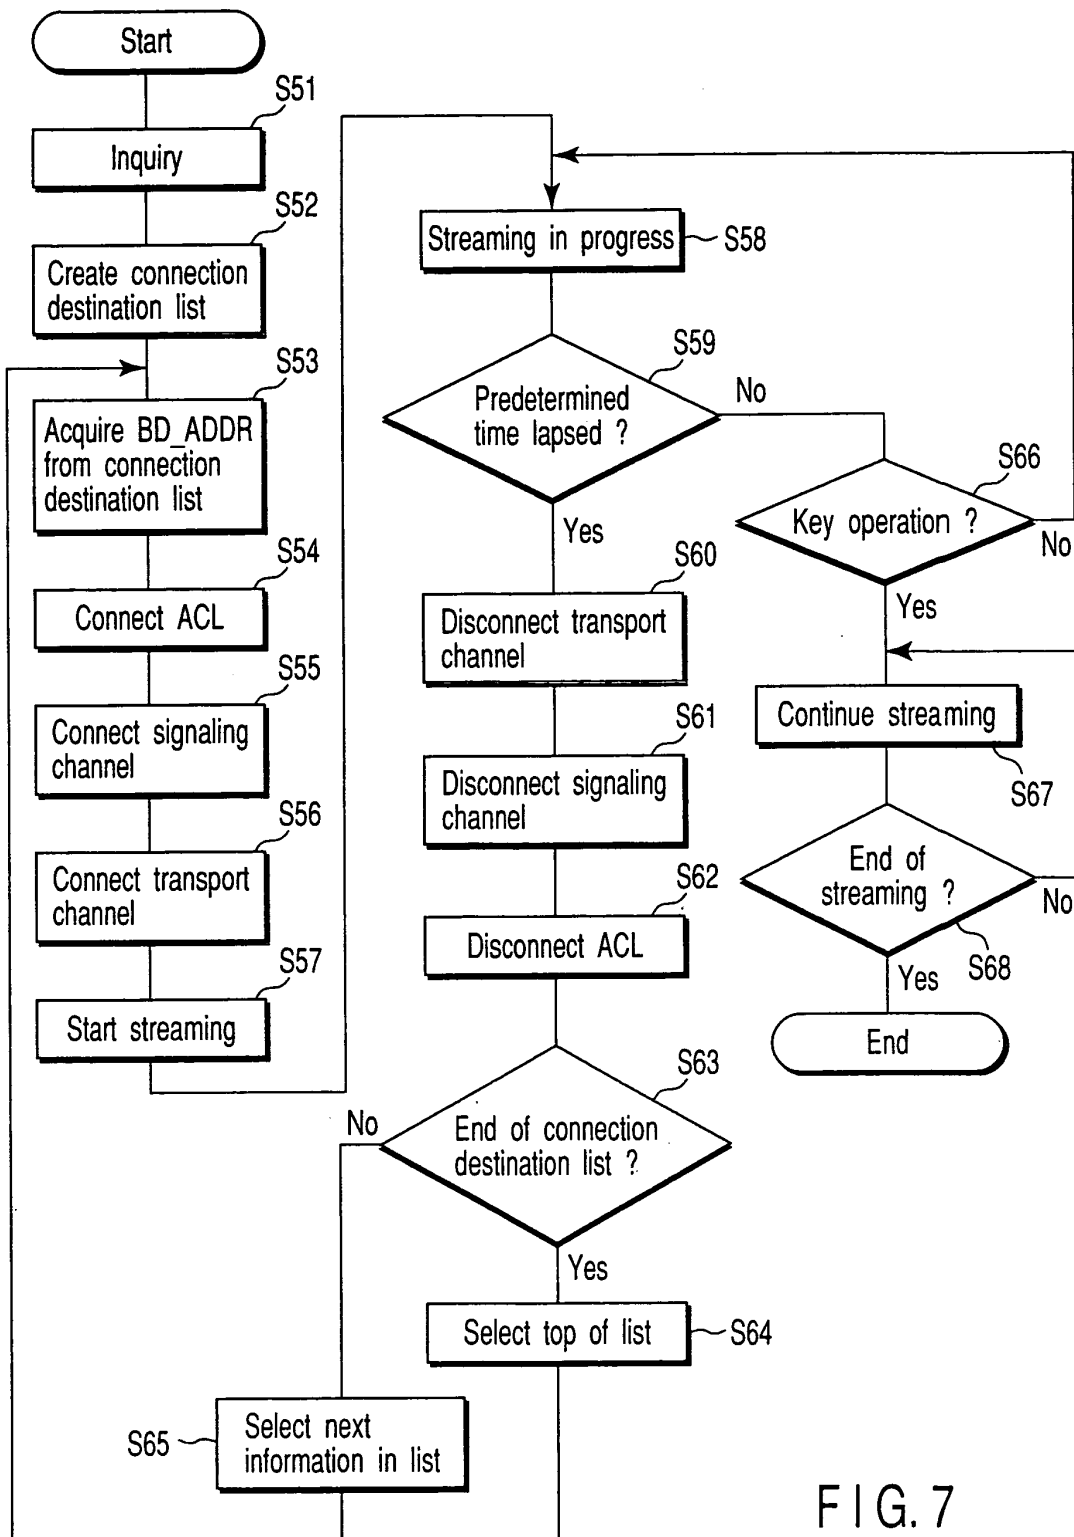 Start
S51
Inquiry
S52
Create connection
destination list
S53
Acquire BD_ADDR
from connection
destination list
S54
Connect ACL
S55
Connect signaling
channel
S56
Connect transport
channel
S57
Start streaming
Streaming in progress
S58
S59
Predetermined
time lapsed ?
No
Yes
S60
Disconnect transport
channel
S61
Disconnect signaling
channel
S62
Disconnect ACL
S63
End of connection
destination list ?
No
Yes
Select top of list
S64
S65
Select next
information in list
S66
Key operation ?
No
Yes
Continue streaming
S67
End of
streaming ?
No
S68
Yes
End
FIG. 7